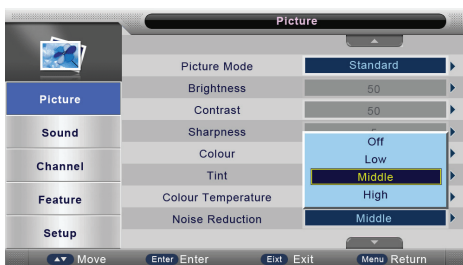 Picture
Picture
Sound
Channel
Feature
Setup
Picture Mode Standard
Brightness 50
Contrast 50
Sharpness
Colour
Tint
Colour Temperature
Noise Reduction Middle
Off
Low
Middle
High
Move Enter Enter Eixt Exit Menu Return